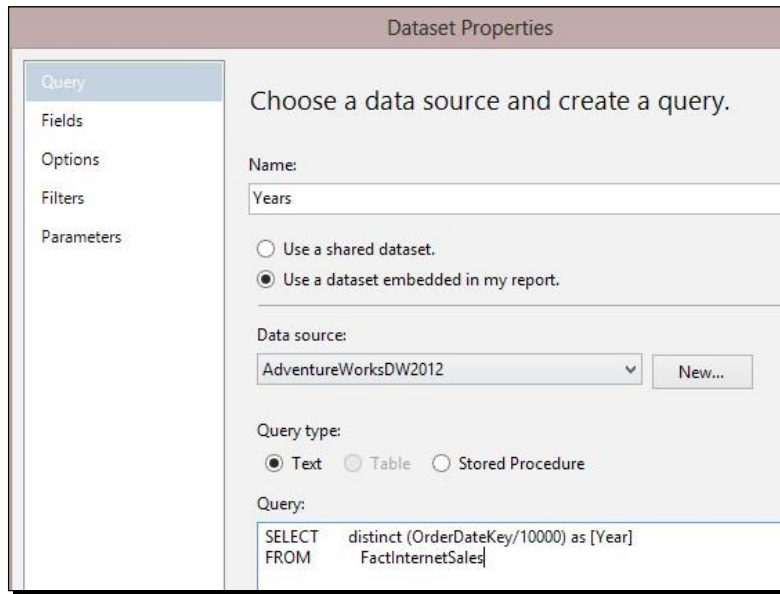 Dataset Properties
Query
Fields
Options
Filters
Parameters
Choose a data source and create a query.
Name:
Years
Use a shared dataset.
Use a dataset embedded in my report.
Data source:
AdventureWorksDW2012
New...
Query type:
Text Table Stored Procedure
Query:
SELECT distinct (OrderDateKey/10000) as [Year]
FROM FactInternetSales